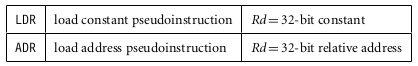 LDR load constant pseudoinstruction Rd = 32-bit constant
ADR load address pseudoinstruction Rd = 32-bit relative address